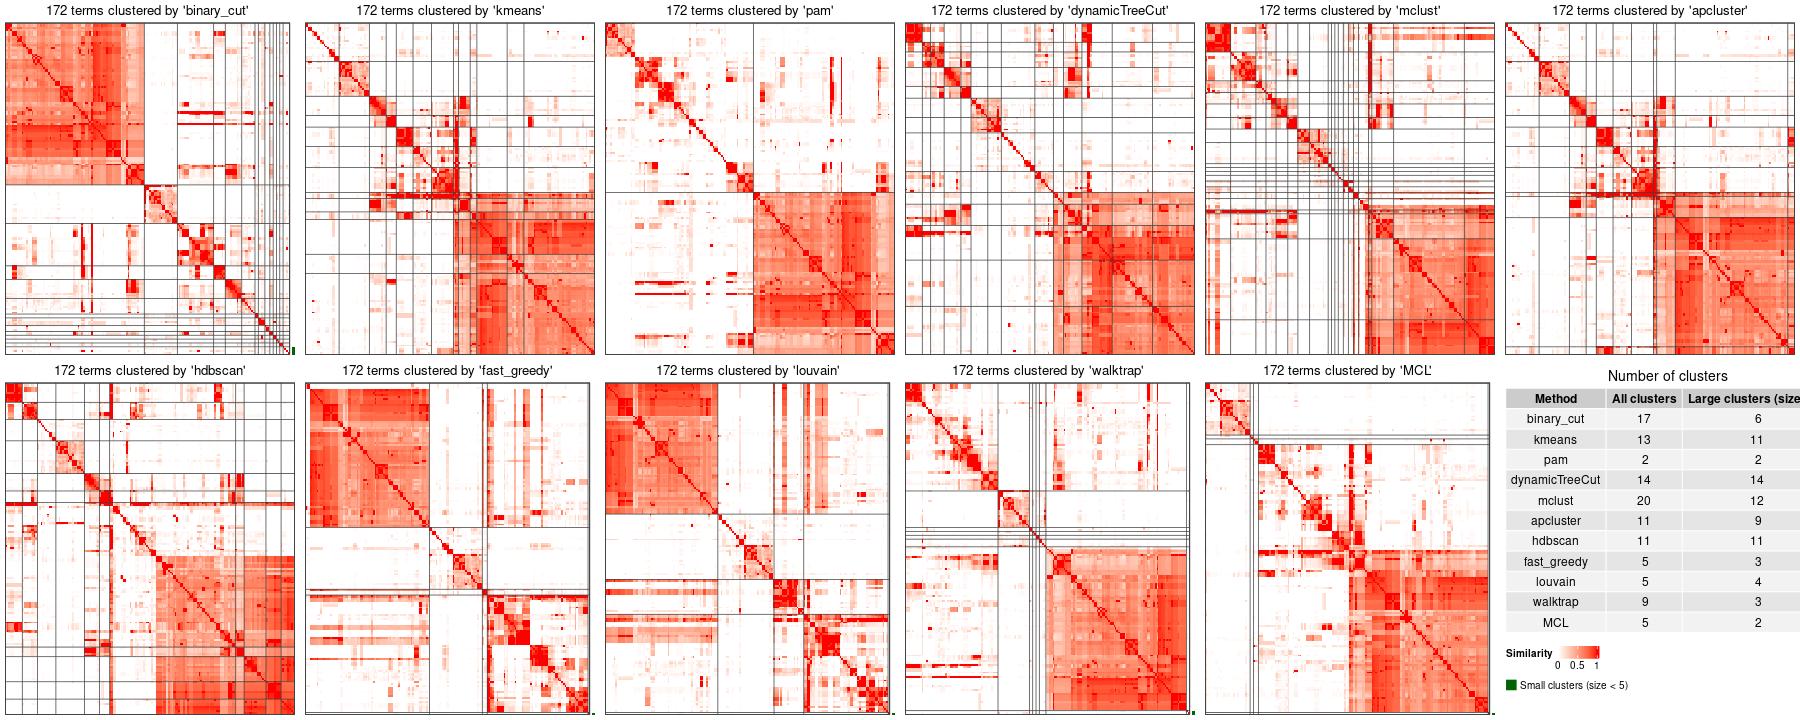 172 terms clustered by 'binary_cut'
172 terms clustered by 'kmeans'
172 terms clustered by 'pam'
172 terms clustered by 'dynamicTreeCut'
172 terms clustered by 'mclust'
172 terms clustered by 'apcluster'
172 terms clustered by 'hdbscan'
172 terms clustered by 'fast_greedy'
172 terms clustered by 'louvain'
172 terms clustered by 'walktrap'
172 terms clustered by 'MCL'
Number of clusters
Method All clusters Large clusters (size
binary_cut 17 6
kmeans 13 11
pam 2 2
dynamicTreeCut 14 14
mclust 20 12
apcluster 11 9
hdbscan 11 11
fast_greedy 5 3
louvain 5 4
walktrap 9 3
MCL 5 2
Similarity
0 0.5 1
Small clusters (size < 5)